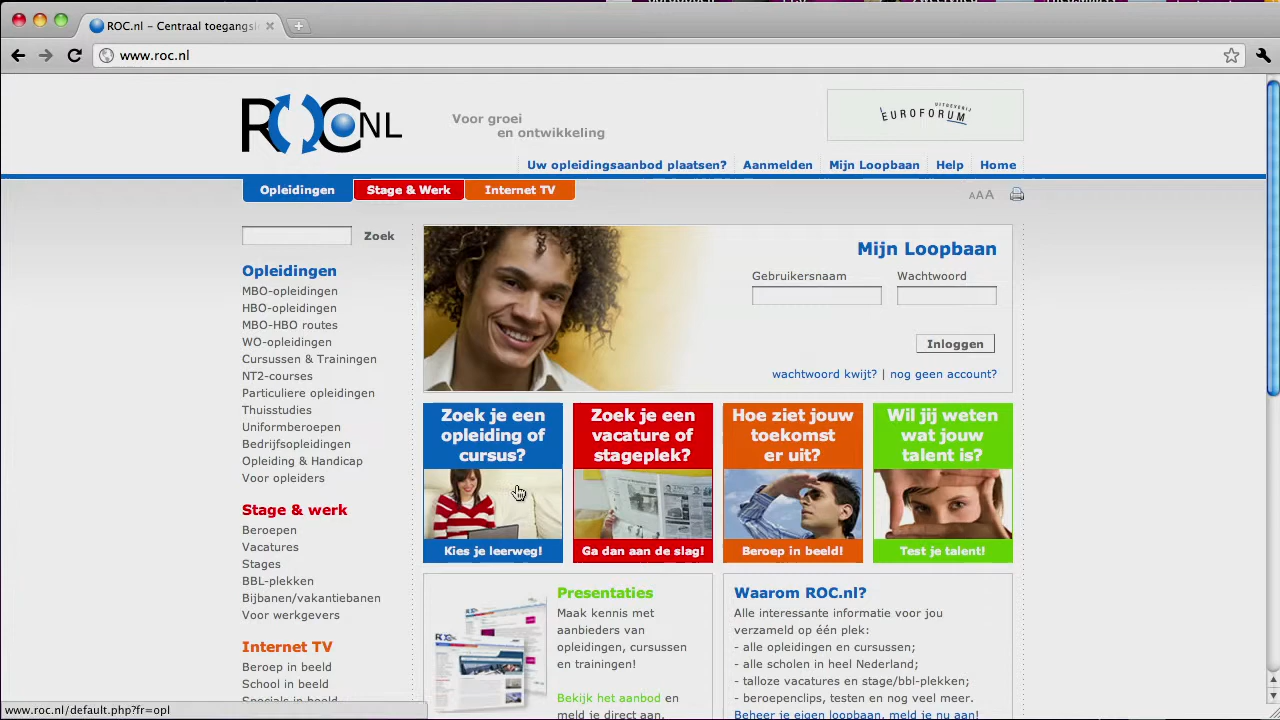 ROC.nl – Centraal toegangs
www.roc.nl
ROC.NL
Voor groei
en ontwikkeling
UITGEVERIJ
EUROFORUM
Uw opleidingsaanbod plaatsen?
Aanmelden
Mijn Loopbaan
Help
Home
Opleidingen
Stage & Werk
Internet TV
AAA
Zoek
Opleidingen
MBO-opleidingen
HBO-opleidingen
MBO-HBO routes
WO-opleidingen
Cursussen & Trainingen
NT2-courses
Particuliere opleidingen
Thuisstudies
Uniformberoepen
Bedrijfsopleidingen
Opleiding & Handicap
Voor opleiders
Stage & werk
Beroepen
Vacatures
Stages
BBL-plekken
Bijbanen/vakantiebanen
Voor werkgevers
Internet TV
Beroep in beeld
School in beeld
Mijn Loopbaan
Gebruikersnaam
Wachtwoord
Inloggen
wachtwoord kwijt? | nog geen account?
Zoek je een
opleiding of
cursus?
Kies je leerweg!
Zoek je een
vacature of
stageplek?
Ga dan aan de slag!
Hoe ziet jouw
toekomst
er uit?
Beroep in beeld!
Wil jij weten
wat jouw
talent is?
Test je talent!
Presentaties
Maak kennis met
aanbieders van
opleidingen, cursussen
en trainingen!
Bekijk het aanbod en
meld je direct aan.
Waarom ROC.nl?
Alle interessante informatie voor jou
verzameld op één plek:
- alle opleidingen en cursussen;
- alle scholen in heel Nederland;
- talloze vacatures en stage/bbl-plekken;
- beroepenclips, testen en nog veel meer.
Beheer je eigen loopbaan, meld je nu aan!
www.roc.nl/default.php?fr=opl